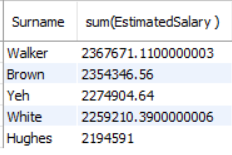 Surname sum(EstimatedSalary )
Walker 2367671.1100000003
Brown 2354346.56
Yeh 2274904.64
White 2259210.3900000006
Hughes 2194591